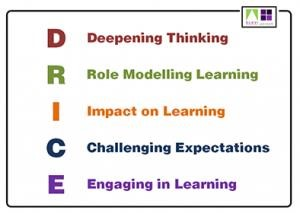 D Deepening Thinking
R Role Modelling Learning
I Impact on Learning
C Challenging Expectations
E Engaging in Learning